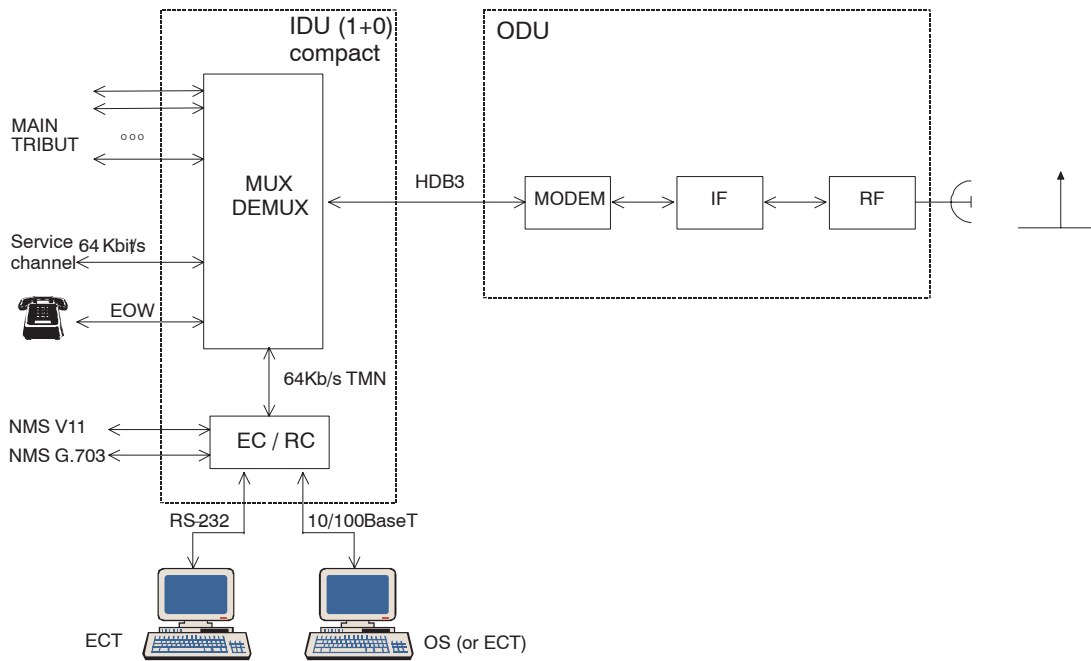 IDU (1+0)
compact
ODU
MAIN
TRIBUT
ooo
MUX
DEMUX
HDB3
MODEM
IF
RF
Service 64 Kbit/s
channel
EOW
64Kb/s TMN
NMS V11
NMS G.703
EC / RC
RS-232
10/100BaseT
ECT
OS (or ECT)